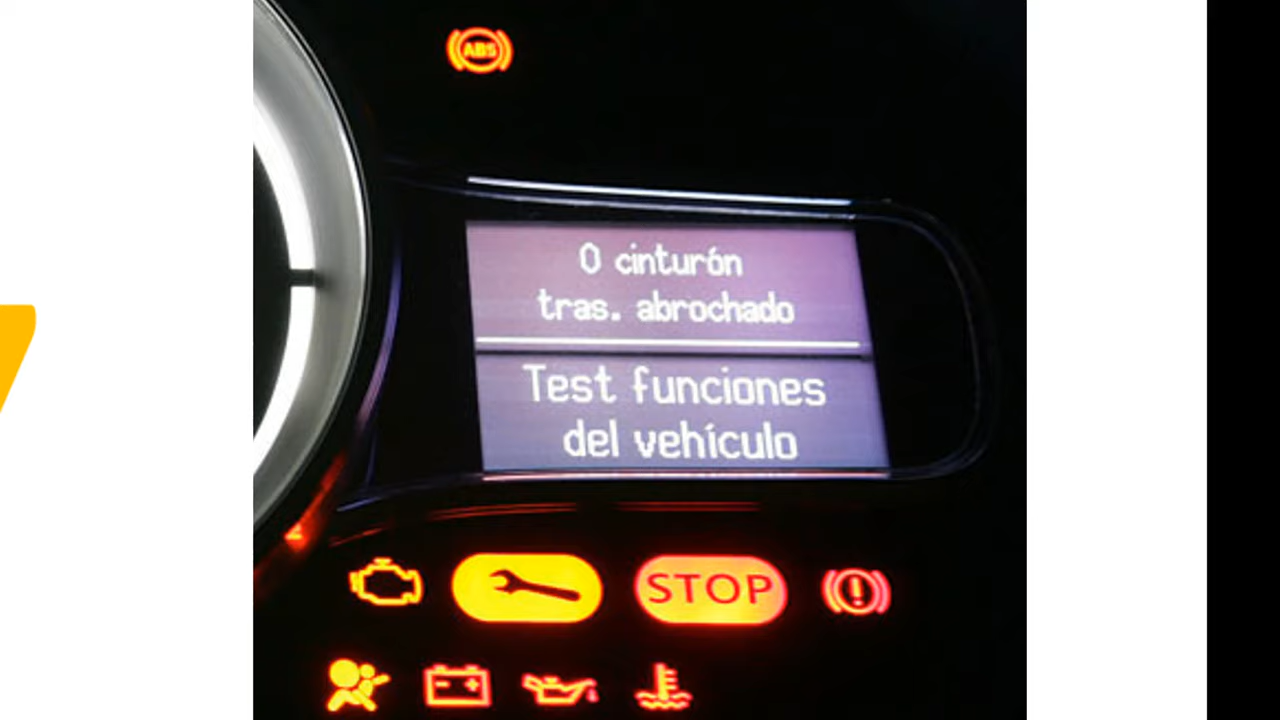 ABS
0 cinturón
tras. abrochado
Test funciones
del vehículo
STOP